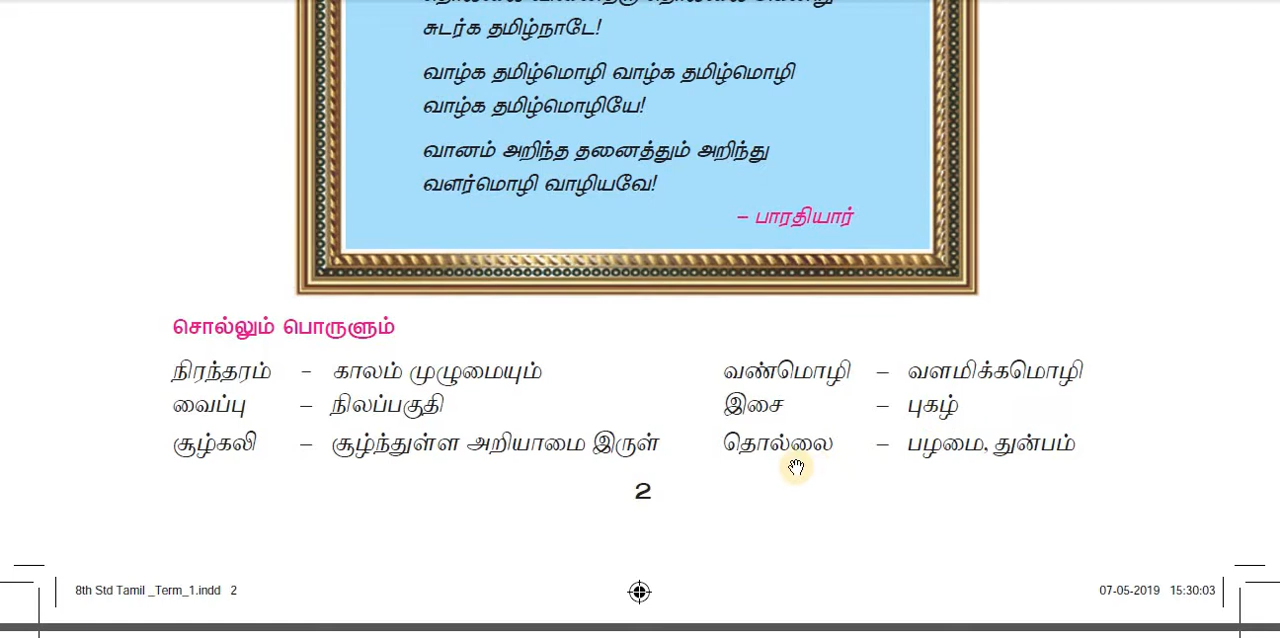 சுடர்க தமிழ்நாடே!
வாழ்க தமிழ்மொழி வாழ்க தமிழ்மொழி
வாழ்க தமிழ்மொழியே!
வானம் அறிந்த தனைத்தும் அறிந்து
வளர்மொழி வாழியவே!
– பாரதியார்
சொல்லும் பொருளும்
நிரந்தரம் - காலம் முழுமையும்
வைப்பு – நிலப்பகுதி
சூழ்கலி – சூழ்ந்துள்ள அறியாமை இருள்
வண்மொழி – வளமிக்கமொழி
இசை – புகழ்
தொல்லை – பழமை, துன்பம்
2
8th Std Tamil _Term_1.indd 2
07-05-2019 15:30:03